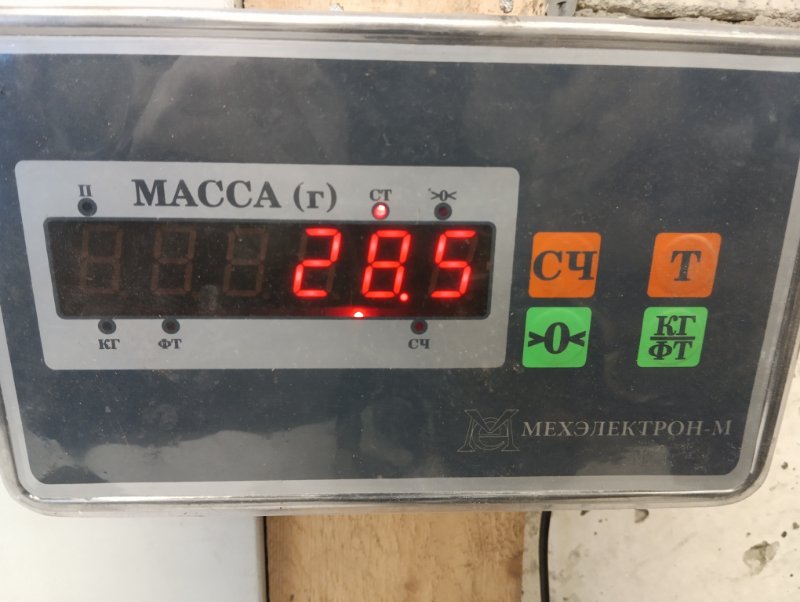 П
МАССА (г)
СТ
>0<
28.5
КГ
ФТ
СЧ
СЧ
Т
>0<
КГ
ФТ
МЕХЭЛЕКТРОН-М